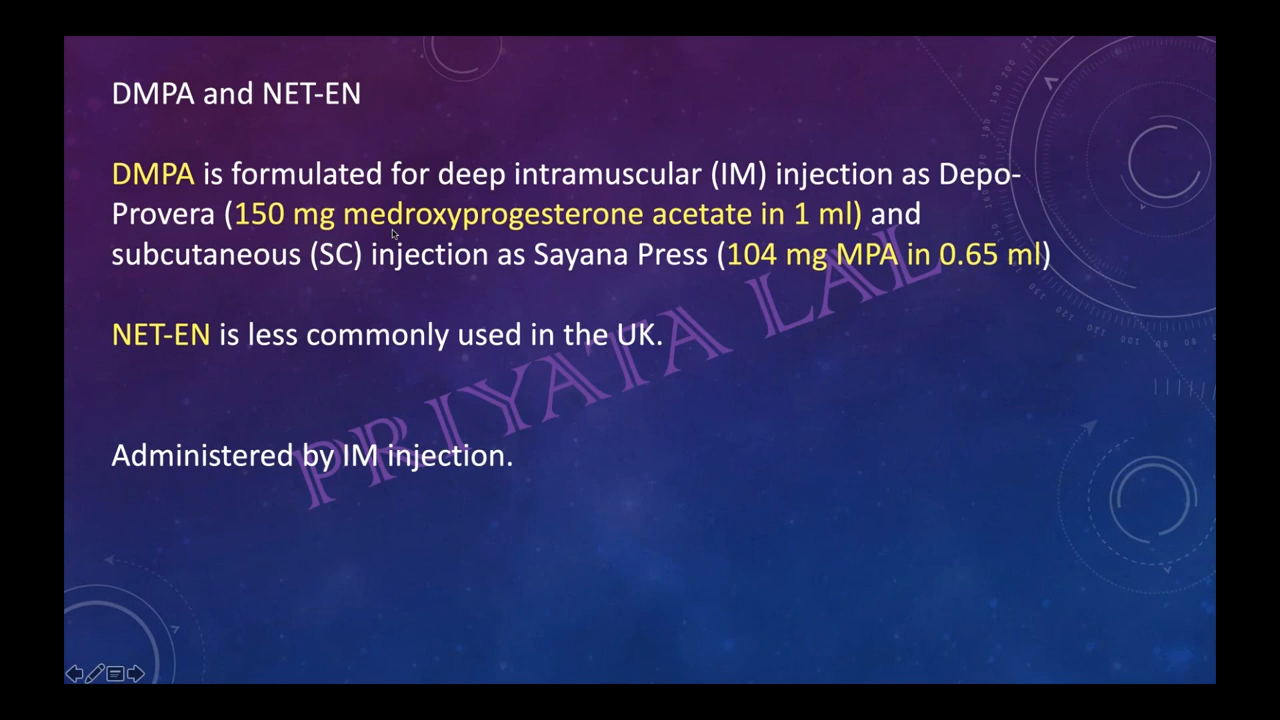 DMPA and NET-EN
DMPA is formulated for deep intramuscular (IM) injection as Depo-
Provera (150 mg medroxyprogesterone acetate in 1 ml) and
subcutaneous (SC) injection as Sayana Press (104 mg MPA in 0.65 ml)
NET-EN is less commonly used in the UK.
Administered by IM injection.
PRIYATA LAL